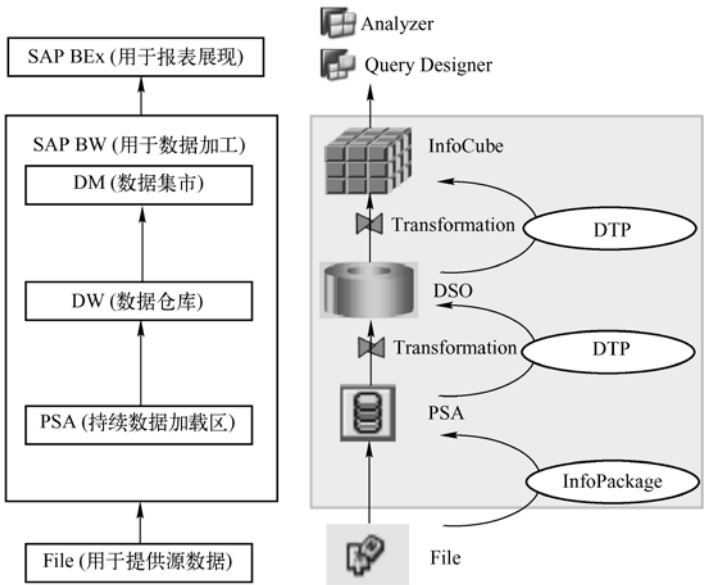 SAP BEx (用于报表展现)
SAP BW (用于数据加工)
DM (数据集市)
DW (数据仓库)
PSA (持续数据加载区)
File (用于提供源数据)
Analyzer
Query Designer
InfoCube
Transformation
DTP
DSO
Transformation
DTP
PSA
InfoPackage
File